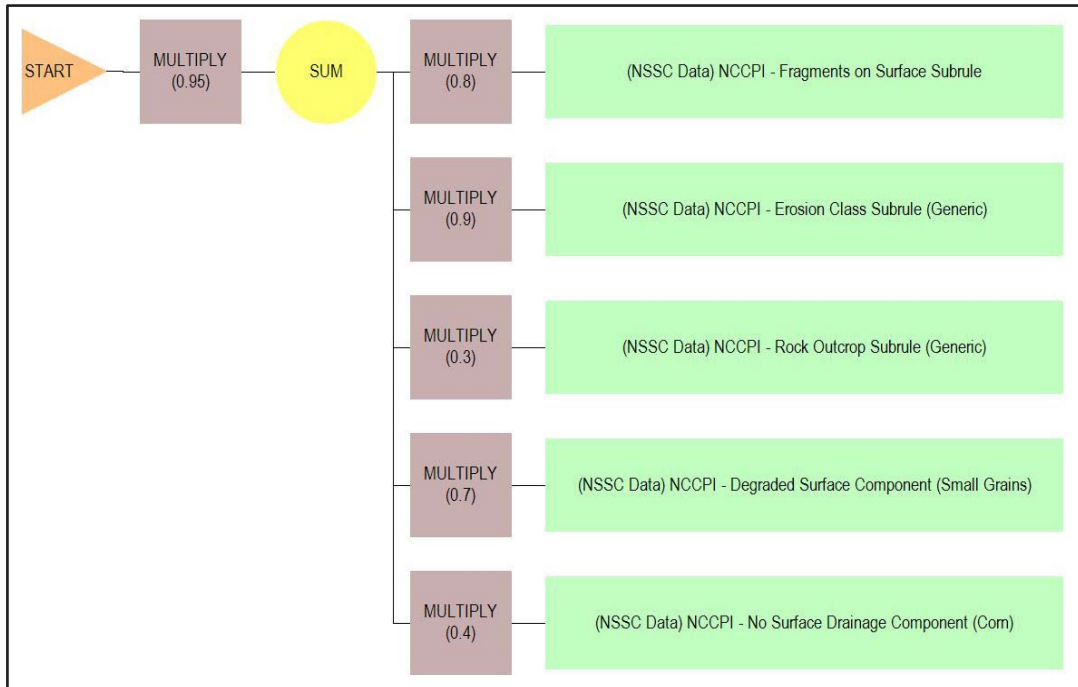 START
MULTIPLY
(0.95)
SUM
MULTIPLY
(0.8)
(NSSC Data) NCCPI - Fragments on Surface Subrule
MULTIPLY
(0.9)
(NSSC Data) NCCPI - Erosion Class Subrule (Generic)
MULTIPLY
(0.3)
(NSSC Data) NCCPI - Rock Outcrop Subrule (Generic)
MULTIPLY
(0.7)
(NSSC Data) NCCPI - Degraded Surface Component (Small Grains)
MULTIPLY
(0.4)
(NSSC Data) NCCPI - No Surface Drainage Component (Corn)